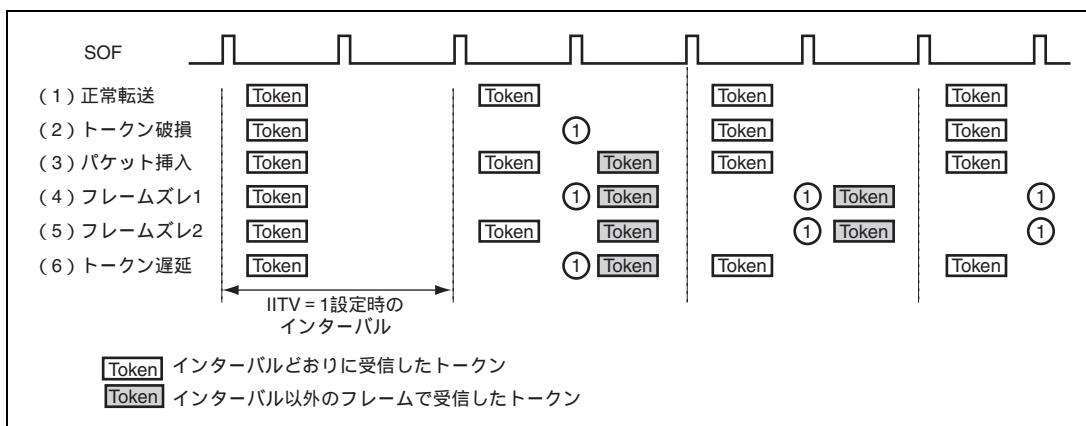 SOF
(1)正常転送 Token Token Token Token
(2)トークン破損 Token 1 Token Token
(3)パケット挿入 Token Token Token Token Token
(4)フレームズレ1 Token 1 Token 1 Token 1
(5)フレームズレ2 Token Token Token 1 Token 1
(6)トークン遅延 Token 1 Token Token Token
IITV = 1設定時の
インターバル
Token インターバルどおりに受信したトークン
Token インターバル以外のフレームで受信したトークン